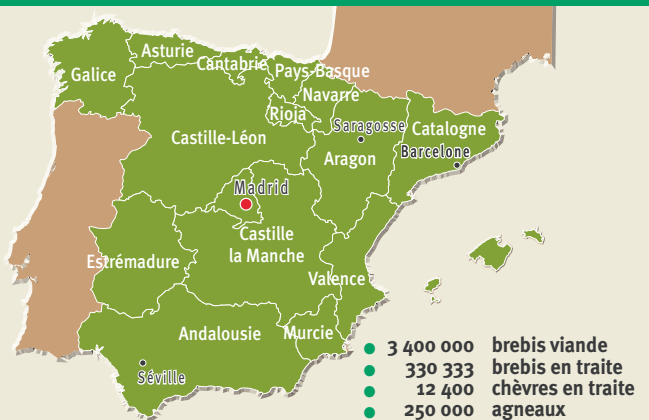 Asturie
Cantabrie
Galice
Pays-Basque
Navarre
Rioja
Saragosse
Catalogne
Castille-Léon
Aragon
Barcelone
Madrid
Castille
la Manche
Estrémadure
Valence
Andalousie
Murcie
Séville
3 400 000 brebis viande
330 333 brebis en traite
12 400 chèvres en traite
250 000 agneaux